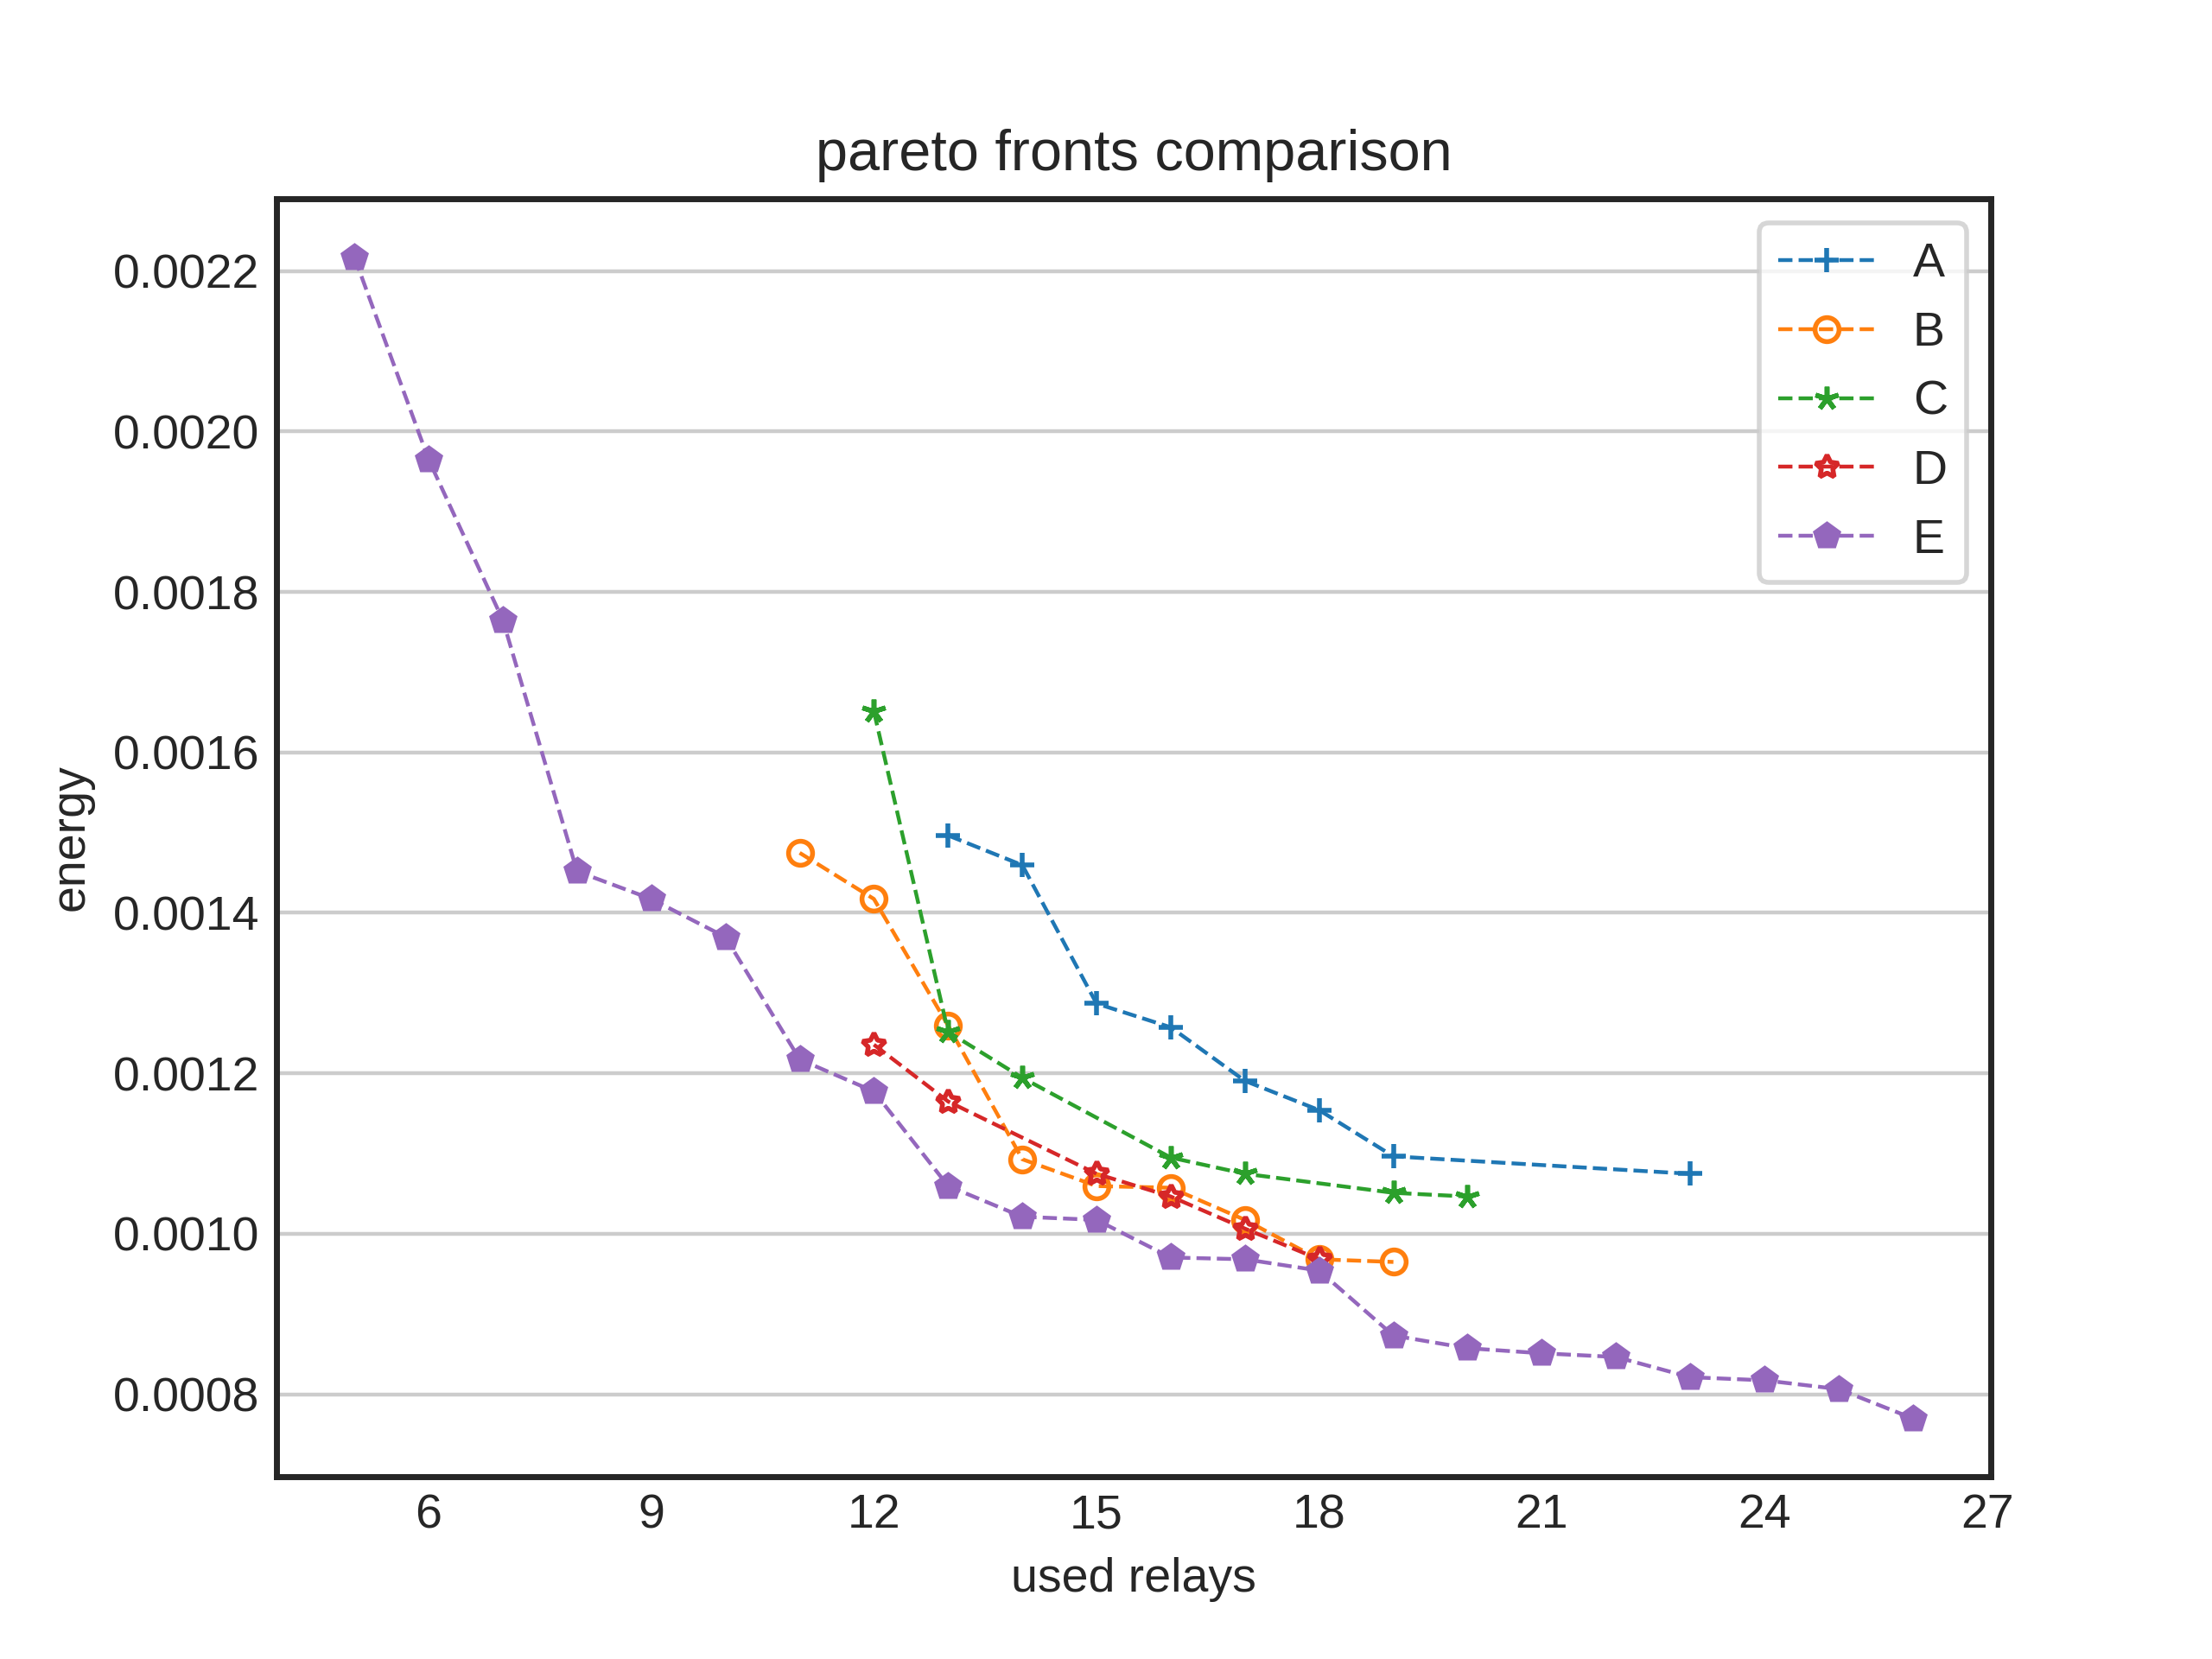 pareto fronts comparison
A
B
C
D
E
energy
0.0022
0.0020
0.0018
0.0016
0.0014
0.0012
0.0010
0.0008
6 9 12 15 18 21 24 27
used relays